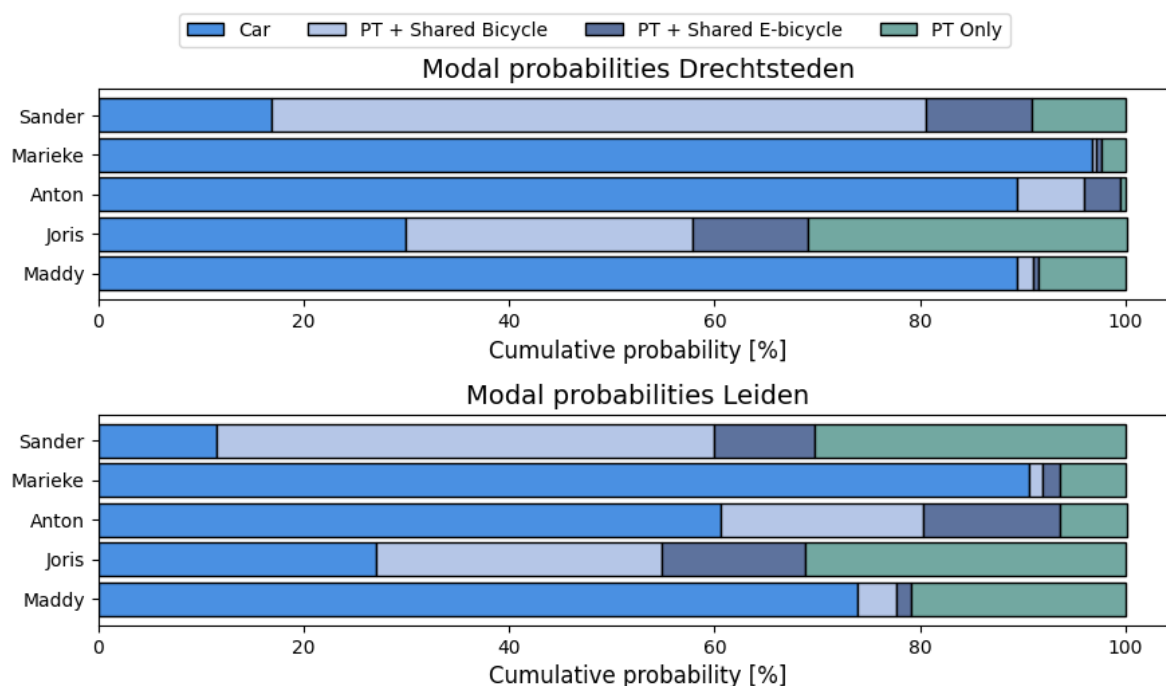 Car PT + Shared Bicycle PT + Shared E-bicycle PT Only
Modal probabilities Drechtsteden
Sander
Marieke
Anton
Joris
Maddy
0 20 40 60 80 100
Cumulative probability [%]
Modal probabilities Leiden
Sander
Marieke
Anton
Joris
Maddy
0 20 40 60 80 100
Cumulative probability [%]